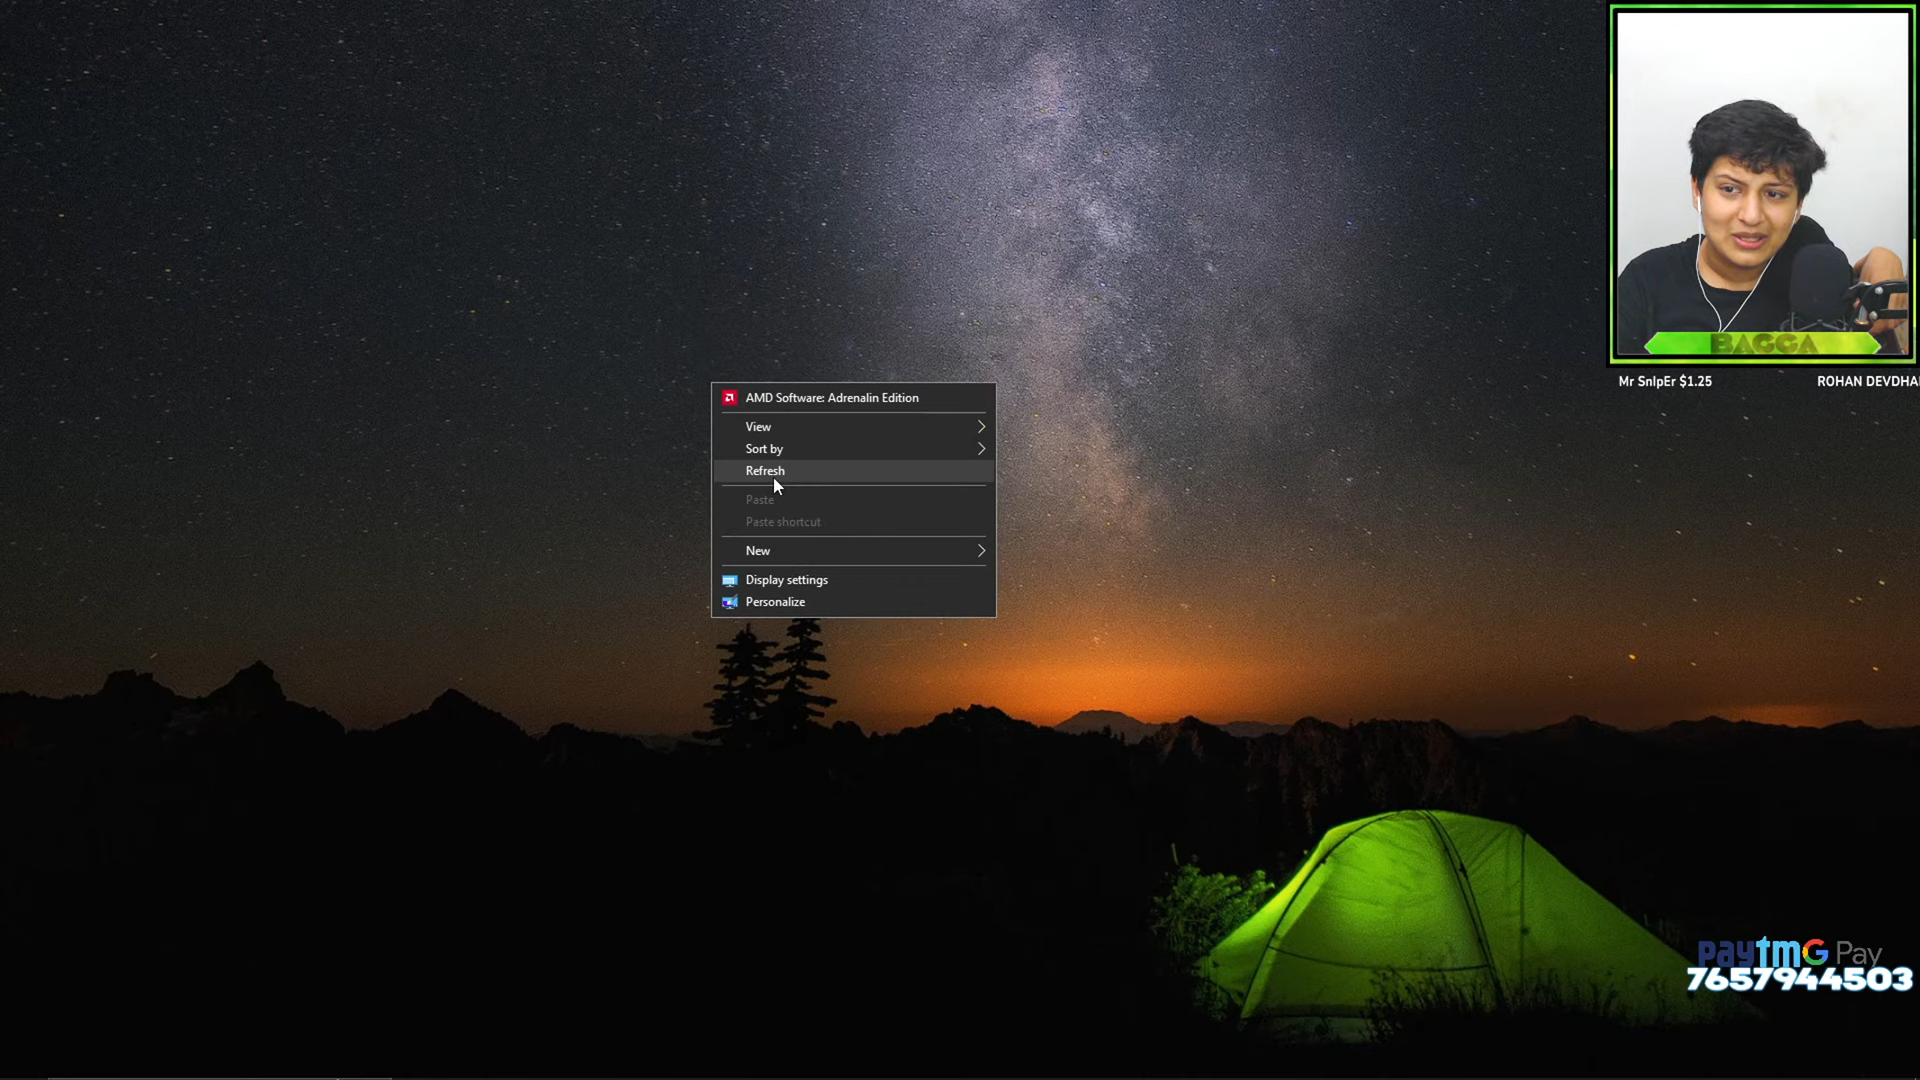 BAGGA
Mr SnIpEr $1.25
ROHAN DEVDHA
AMD Software: Adrenalin Edition
View
Sort by
Refresh
Paste
Paste shortcut
New
Display settings
Personalize
paytm G Pay
7657944503